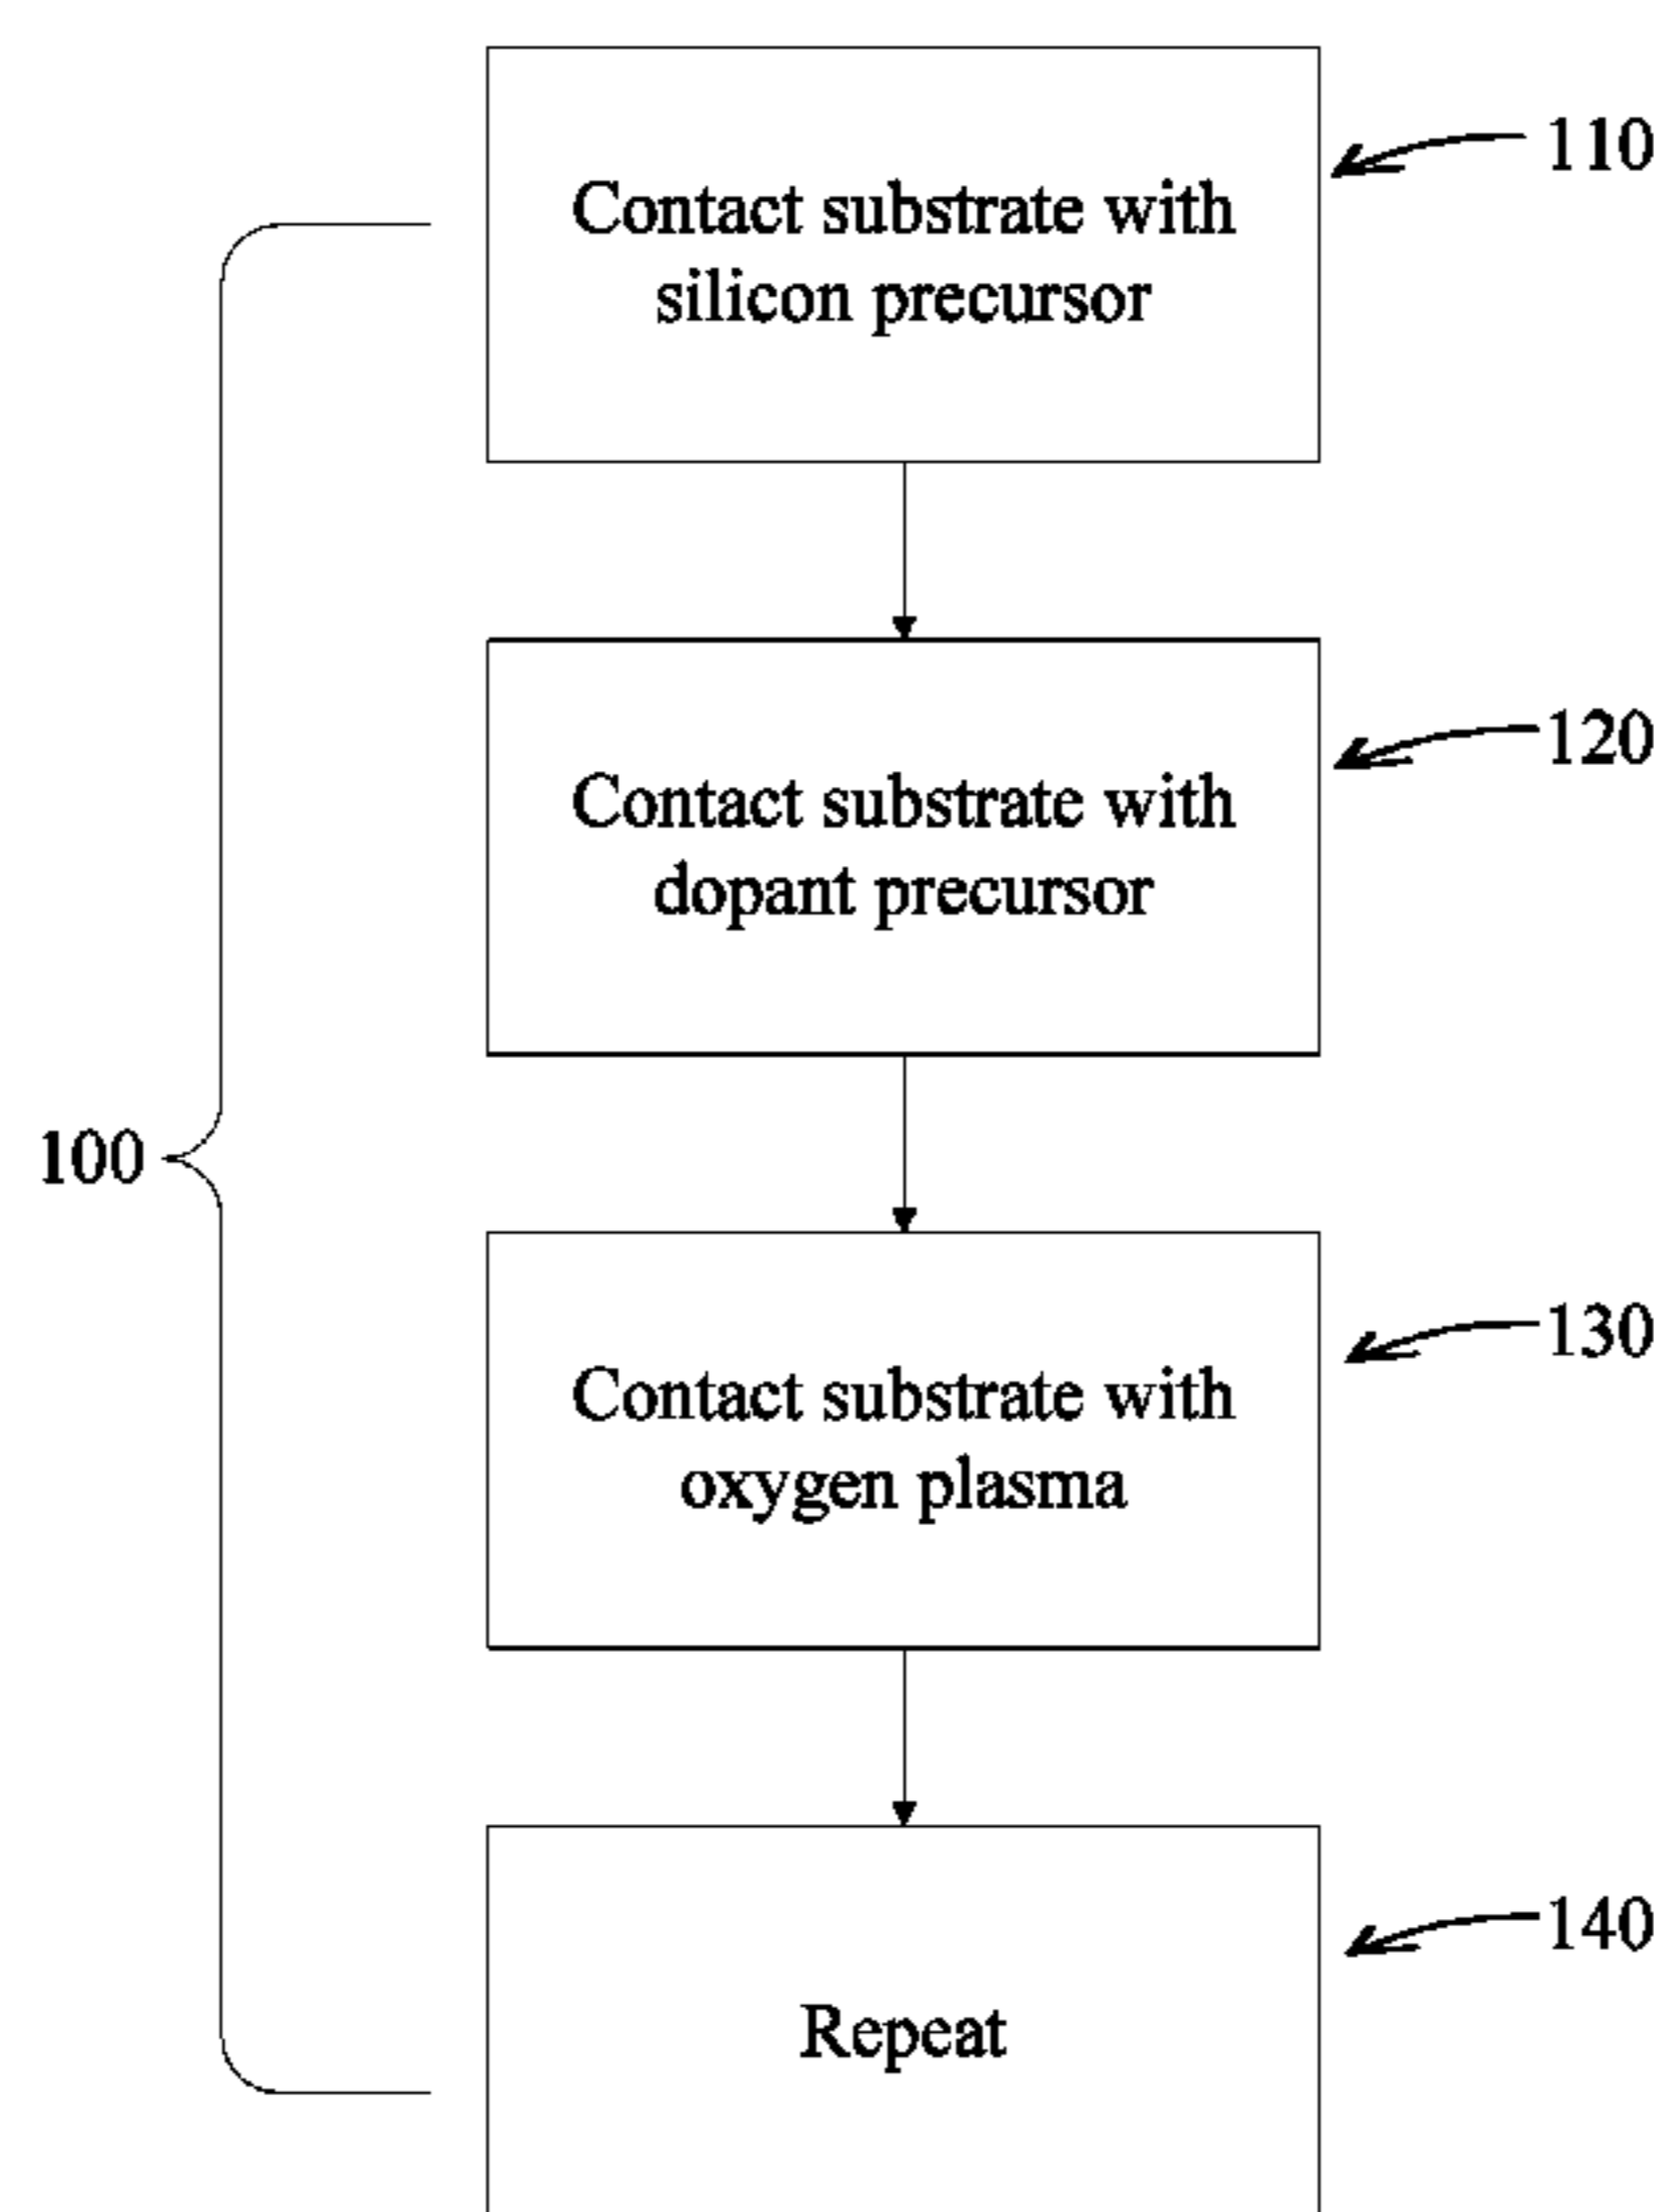 Contact substrate with
silicon precursor
110
Contact substrate with
dopant precursor
120
100
Contact substrate with
oxygen plasma
130
Repeat
140